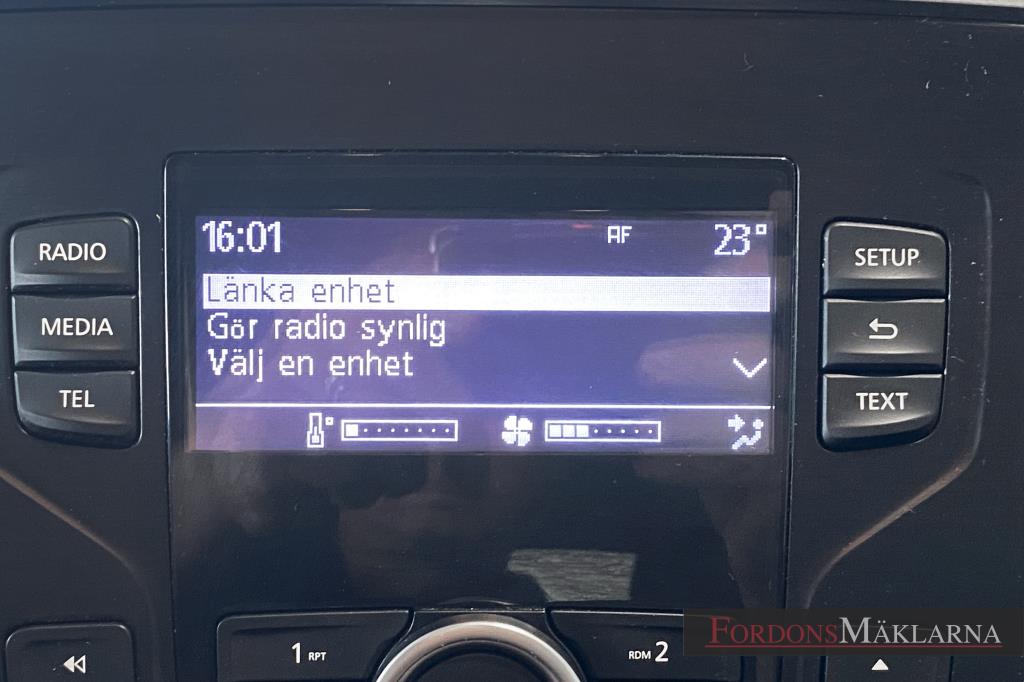 RADIO
MEDIA
TEL
16:01 AF 23°
Länka enhet
Gör radio synlig
Välj en enhet
SETUP
TEXT
1 RPT
RDM 2
FORDONSMÄKLARNA